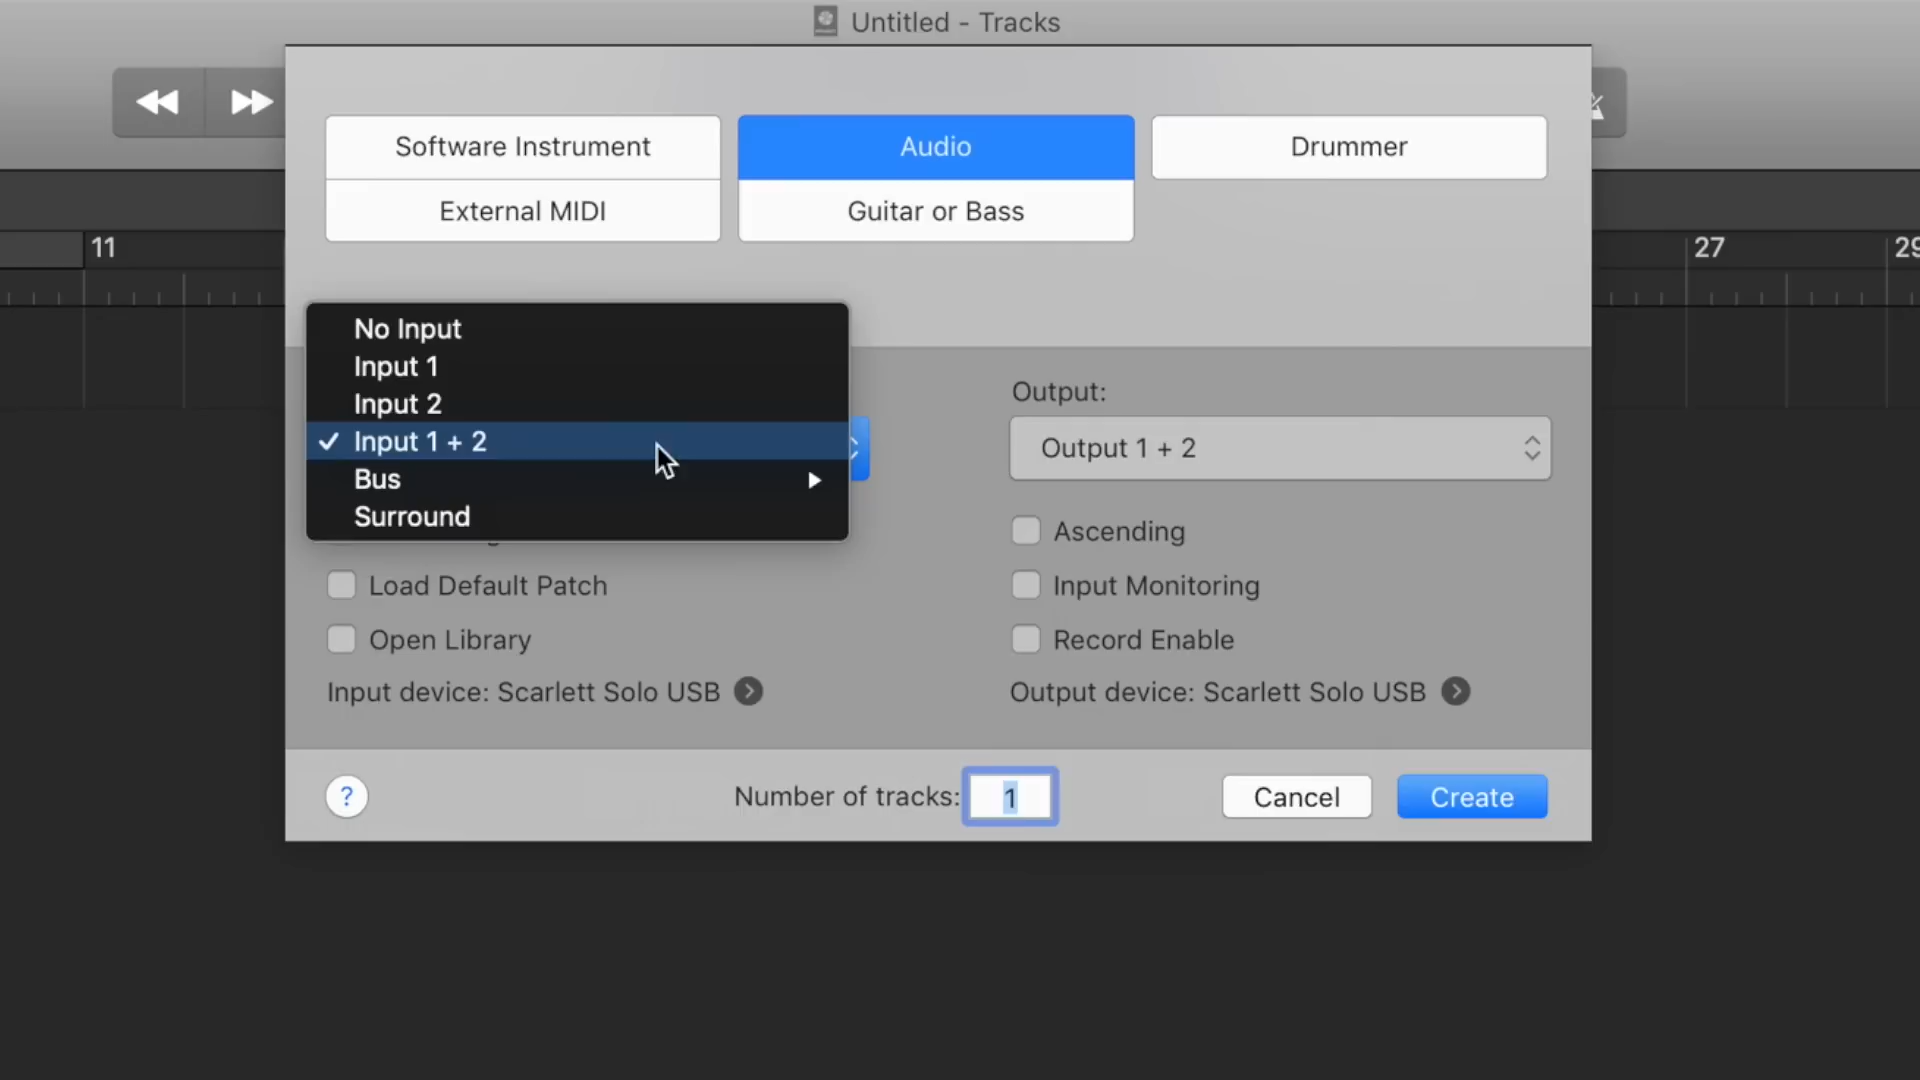 Untitled - Tracks
Software Instrument
Audio
Drummer
External MIDI
Guitar or Bass
11
27
29
No Input
Input 1
Input 2
✓ Input 1 + 2
Bus
Surround
Output:
Output 1 + 2
Ascending
Load Default Patch
Input Monitoring
Open Library
Record Enable
Input device: Scarlett Solo USB
Output device: Scarlett Solo USB
?
Number of tracks: 1
Cancel
Create